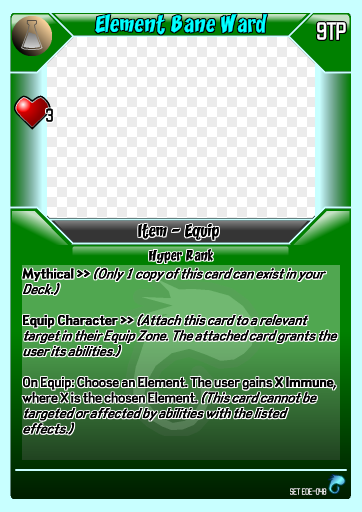 Element Bane Ward
9TP
3
Item - Equip
Hyper Rank
Mythical >> (Only 1 copy of this card can exist in your
Deck.)
Equip Character >> (Attach this card to a relevant
target in their Equip Zone. The attached card grants the
user its abilities.)
On Equip: Choose an Element. The user gains X Immune,
where X is the chosen Element. (This card cannot be
targeted or affected by abilities with the listed
effects.)
SET EOE-048